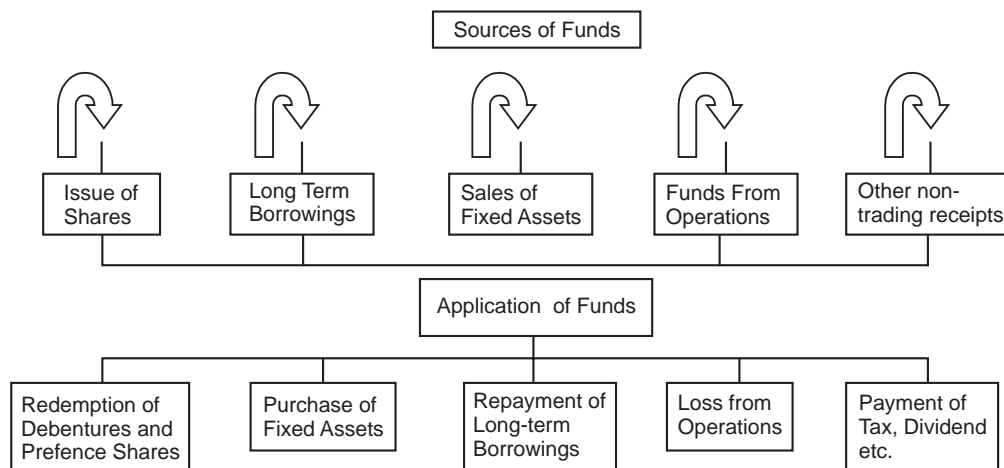 Sources of Funds
Issue of
Shares
Long Term
Borrowings
Sales of
Fixed Assets
Funds From
Operations
Other non-
trading receipts
Application of Funds
Redemption of
Debentures and
Prefence Shares
Purchase of
Fixed Assets
Repayment of
Long-term
Borrowings
Loss from
Operations
Payment of
Tax, Dividend
etc.